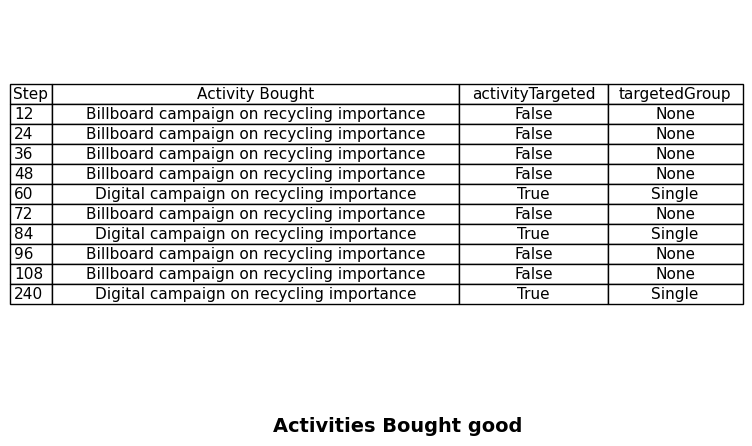 Step Activity Bought activityTargeted targetedGroup
12 Billboard campaign on recycling importance False None
24 Billboard campaign on recycling importance False None
36 Billboard campaign on recycling importance False None
48 Billboard campaign on recycling importance False None
60 Digital campaign on recycling importance True Single
72 Billboard campaign on recycling importance False None
84 Digital campaign on recycling importance True Single
96 Billboard campaign on recycling importance False None
108 Billboard campaign on recycling importance False None
240 Digital campaign on recycling importance True Single
Activities Bought good